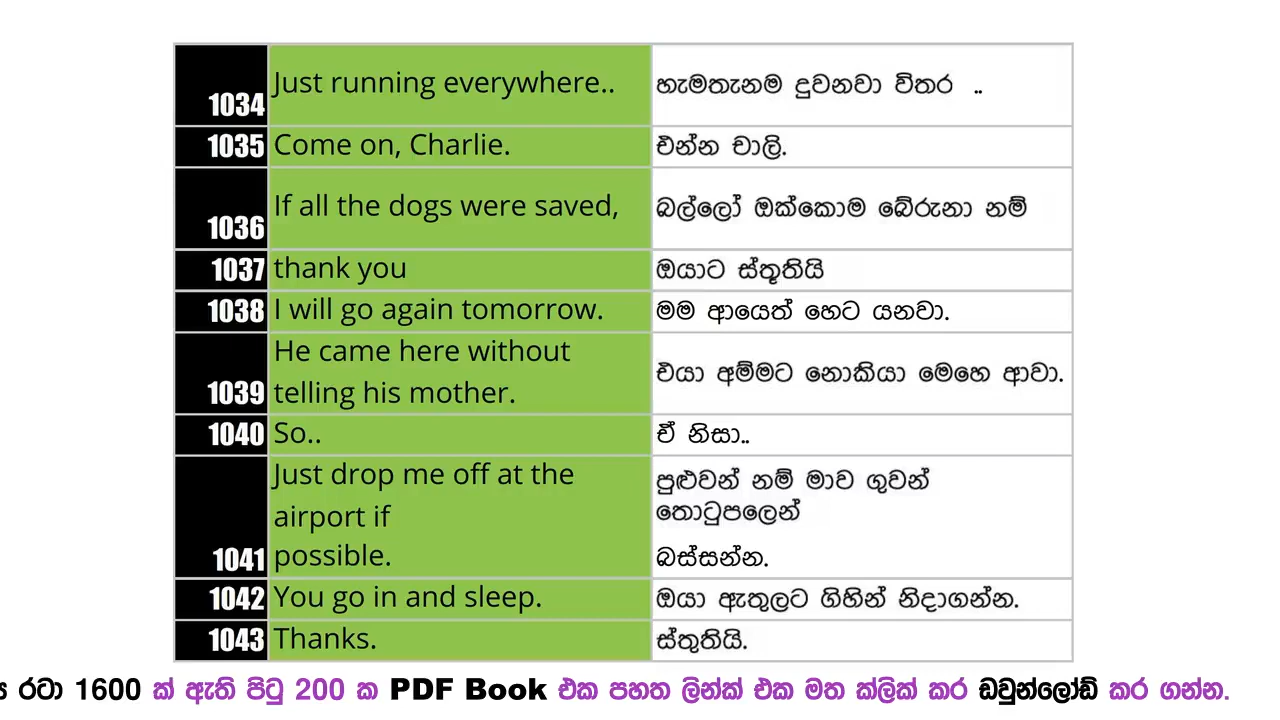 1034 Just running everywhere.. හැමතැනම දුවනවා විතර ..
1035 Come on, Charlie. එන්න චාලි.
1036 If all the dogs were saved, බල්ලෝ ඔක්කොම බේරුනා නම්
1037 thank you ඔයාට ස්තූතියි
1038 I will go again tomorrow. මම ආයෙත් හෙට යනවා.
He came here without
1039 telling his mother. එයා අම්මට නොකියා මෙහෙ ආවා.
1040 So.. ඒ නිසා..
Just drop me off at the පුළුවන් නම් මාව ගුවන්
airport if තොටුපලෙන්
1041 possible. බස්සන්න.
1042 You go in and sleep. ඔයා ඇතුලට ගිහින් නිදාගන්න.
1043 Thanks. ස්තුතියි.
රටා 1600 ක් ඇති පිටු 200 ක PDF Book එක පහත ලින්ක් එක මත ක්ලික් කර ඩවුන්ලෝඩ් කර ගන්න.